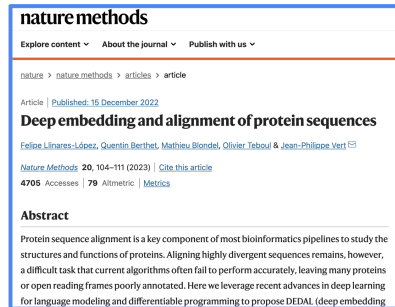 nature methods
Explore content About the journal Publish with us
nature > nature methods > articles > article
Article | Published: 15 December 2022
Deep embedding and alignment of protein sequences
Felipe Llinares-López, Quentin Berthet, Mathieu Blondel, Olivier Teboul & Jean-Philippe Vert
Nature Methods 20, 104–111 (2023) | Cite this article
4705 Accesses | 79 Altmetric | Metrics
Abstract
Protein sequence alignment is a key component of most bioinformatics pipelines to study the
structures and functions of proteins. Aligning highly divergent sequences remains, however,
a difficult task that current algorithms often fail to perform accurately, leaving many proteins
or open reading frames poorly annotated. Here we leverage recent advances in deep learning
for language modeling and differentiable programming to propose DEDAL (deep embedding